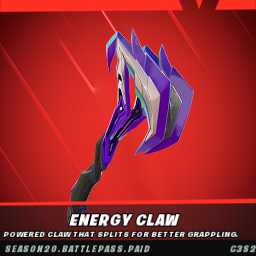 ENERGY CLAW
POWERED CLAW THAT SPLITS FOR BETTER GRAPPLING.
SEASON20.BATTLEPASS.PAID C3S2